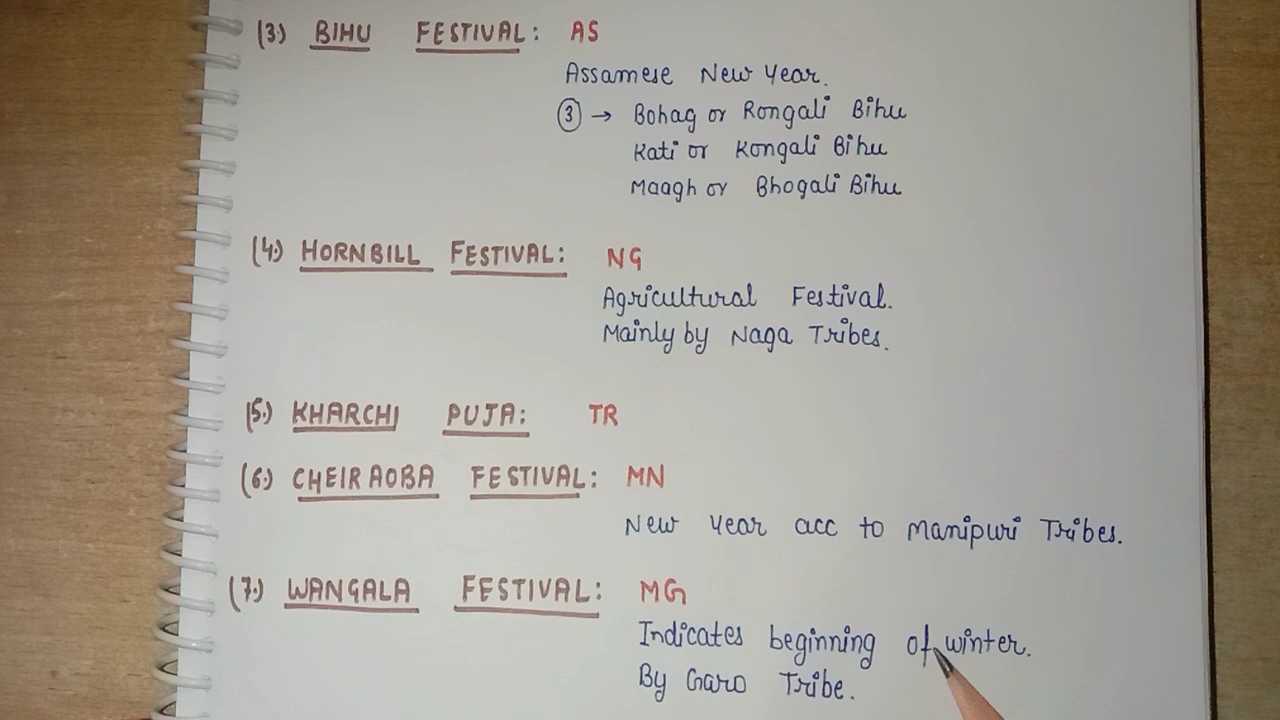 (3.) BIHU FESTIVAL: AS
Assamese New Year.
3 → Bohag or Rongali Bihu
Kati or Kongali Bihu
Maagh or Bhogali Bihu
(4.) HORNBILL FESTIVAL: NG
Agricultural Festival.
Mainly by Naga Tribes.
(5.) KHARCHI PUJA: TR
(6.) CHEIRAOBA FESTIVAL: MN
New Year acc to Manipuri Tribes.
(7.) WANGALA FESTIVAL: MG
Indicates beginning of winter.
By Garo Tribe.